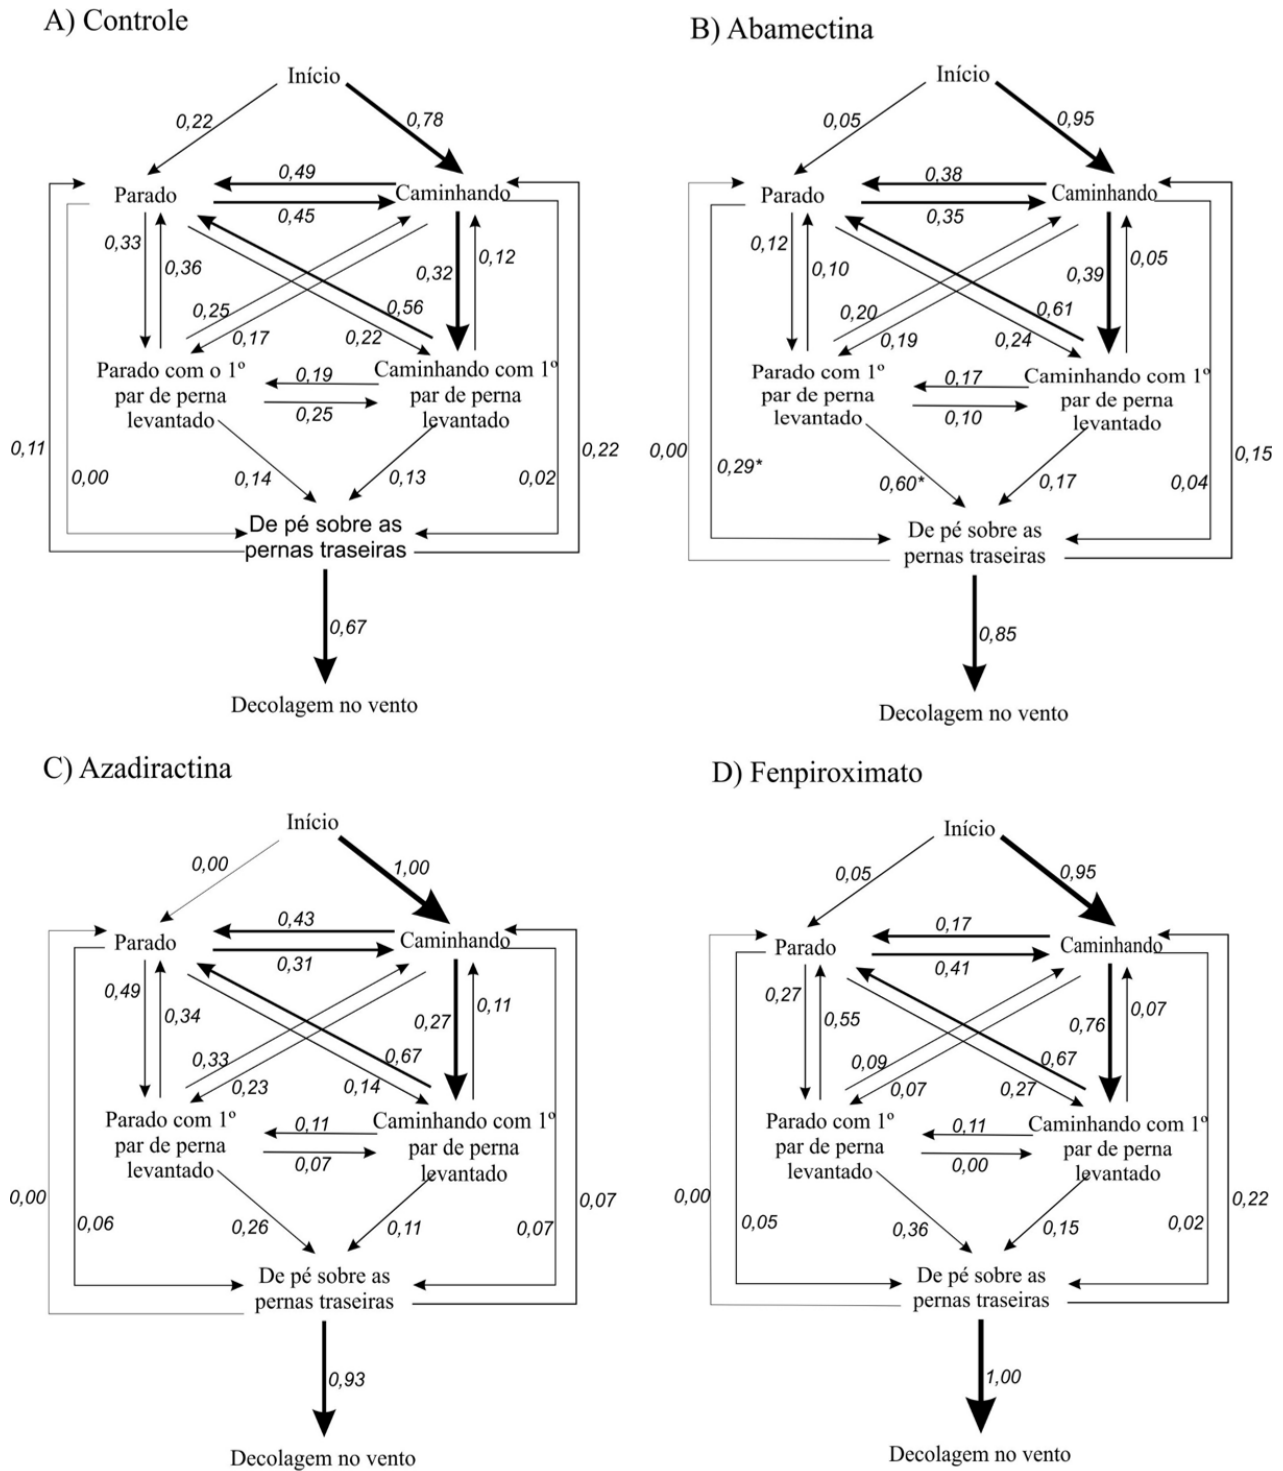 A) Controle
Início
0,22
0,78
Parado
0,49
0,45
Caminhando
0,33
0,36
0,32
0,12
0,25
0,17
0,56
0,22
Parado com o 1º
par de perna
levantado
0,19
0,25
Caminhando com 1º
par de perna
levantado
0,11
0,00
0,14
0,13
0,02
0,22
De pé sobre as
pernas traseiras
0,67
Decolagem no vento
B) Abamectina
Início
0,05
0,95
Parado
0,38
0,35
Caminhando
0,12
0,10
0,39
0,05
0,20
0,19
0,61
0,24
Parado com 1º
par de perna
levantado
0,17
0,10
Caminhando com 1º
par de perna
levantado
0,00
0,29*
0,60*
0,17
0,04
0,15
De pé sobre as
pernas traseiras
0,85
Decolagem no vento
C) Azadiractina
Início
0,00
1,00
Parado
0,43
0,31
Caminhando
0,49
0,34
0,27
0,11
0,33
0,23
0,67
0,14
Parado com 1º
par de perna
levantado
0,11
0,07
Caminhando com 1º
par de perna
levantado
0,00
0,06
0,26
0,11
0,07
0,07
De pé sobre as
pernas traseiras
0,93
Decolagem no vento
D) Fenpiroximato
Início
0,05
0,95
Parado
0,17
0,41
Caminhando
0,27
0,55
0,76
0,07
0,09
0,07
0,67
0,27
Parado com 1º
par de perna
levantado
0,11
0,00
Caminhando com 1º
par de perna
levantado
0,00
0,05
0,36
0,15
0,02
0,22
De pé sobre as
pernas traseiras
1,00
Decolagem no vento